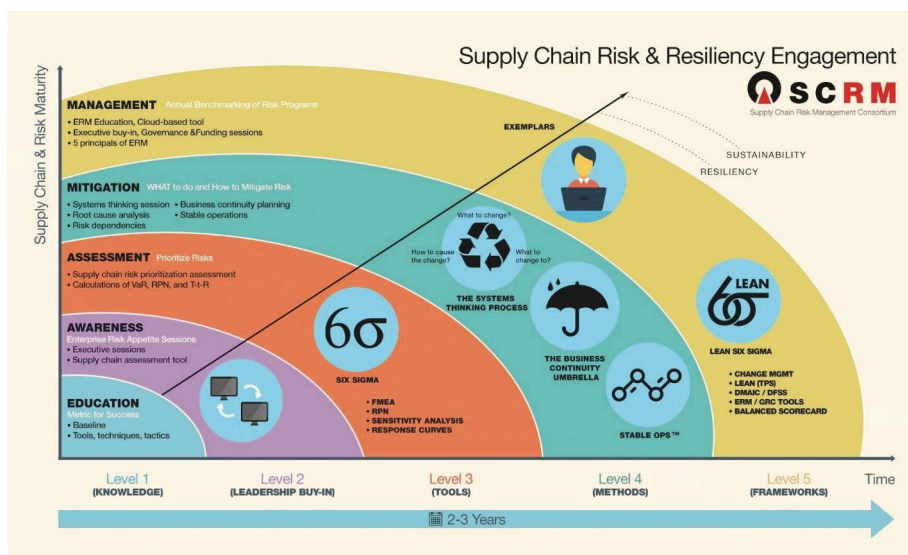 Supply Chain Risk & Resiliency Engagement
SCRM
Supply Chain Risk Management Consortium
Supply Chain & Risk Maturity
MANAGEMENT Annual Benchmarking of Risk Programs
• ERM Education, Cloud-based tool
• Executive buy-in, Governance &Funding sessions
• 5 principals of ERM
EXEMPLARS
SUSTAINABILITY
RESILIENCY
MITIGATION WHAT to do and How to Mitigate Risk
• Systems thinking session • Business continuity planning
• Root cause analysis • Stable operations
• Risk dependencies
What to change?
How to cause
the change?
What to
change to?
THE SYSTEMS
THINKING PROCESS
ASSESSMENT Prioritize Risks
• Supply chain risk prioritization assessment
• Calculations of VaR, RPN, and T-t-R
6σ
SIX SIGMA
• FMEA
• RPN
• SENSITIVITY ANALYSIS
• RESPONSE CURVES
THE BUSINESS
CONTINUITY
UMBRELLA
STABLE OPS™
LEAN
6σ
LEAN SIX SIGMA
• CHANGE MGMT
• LEAN (TPS)
• DMAIC / DFSS
• ERM / GRC TOOLS
• BALANCED SCORECARD
AWARENESS
Enterprise Risk Appetite Sessions
• Executive sessions
• Supply chain assessment tool
EDUCATION
Metric for Success
• Baseline
• Tools, techniques, tactics
Level 1
(KNOWLEDGE)
Level 2
(LEADERSHIP BUY-IN)
Level 3
(TOOLS)
Level 4
(METHODS)
Level 5
(FRAMEWORKS)
Time
2-3 Years